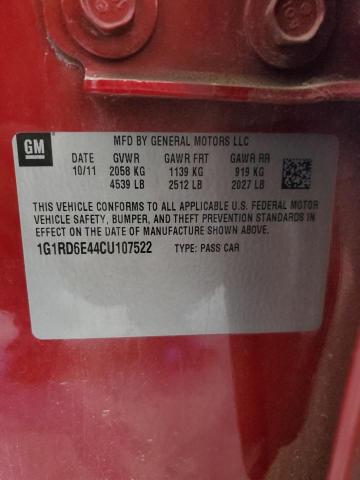 GM
MFD BY GENERAL MOTORS LLC
10/11 GVWR GAWR FRT GAWR RR
2058 KG 1139 KG 919 KG
4539 LB 2512 LB 2027 LB
THIS VEHICLE CONFORMS TO ALL APPLICABLE U.S. FEDERAL MOTOR
VEHICLE SAFETY, BUMPER, AND THEFT PREVENTION STANDARDS IN
EFFECT ON THE DATE OF MANUFACTURE SHOWN ABOVE.
1G1RD6E44CU107522 TYPE: PASS CAR